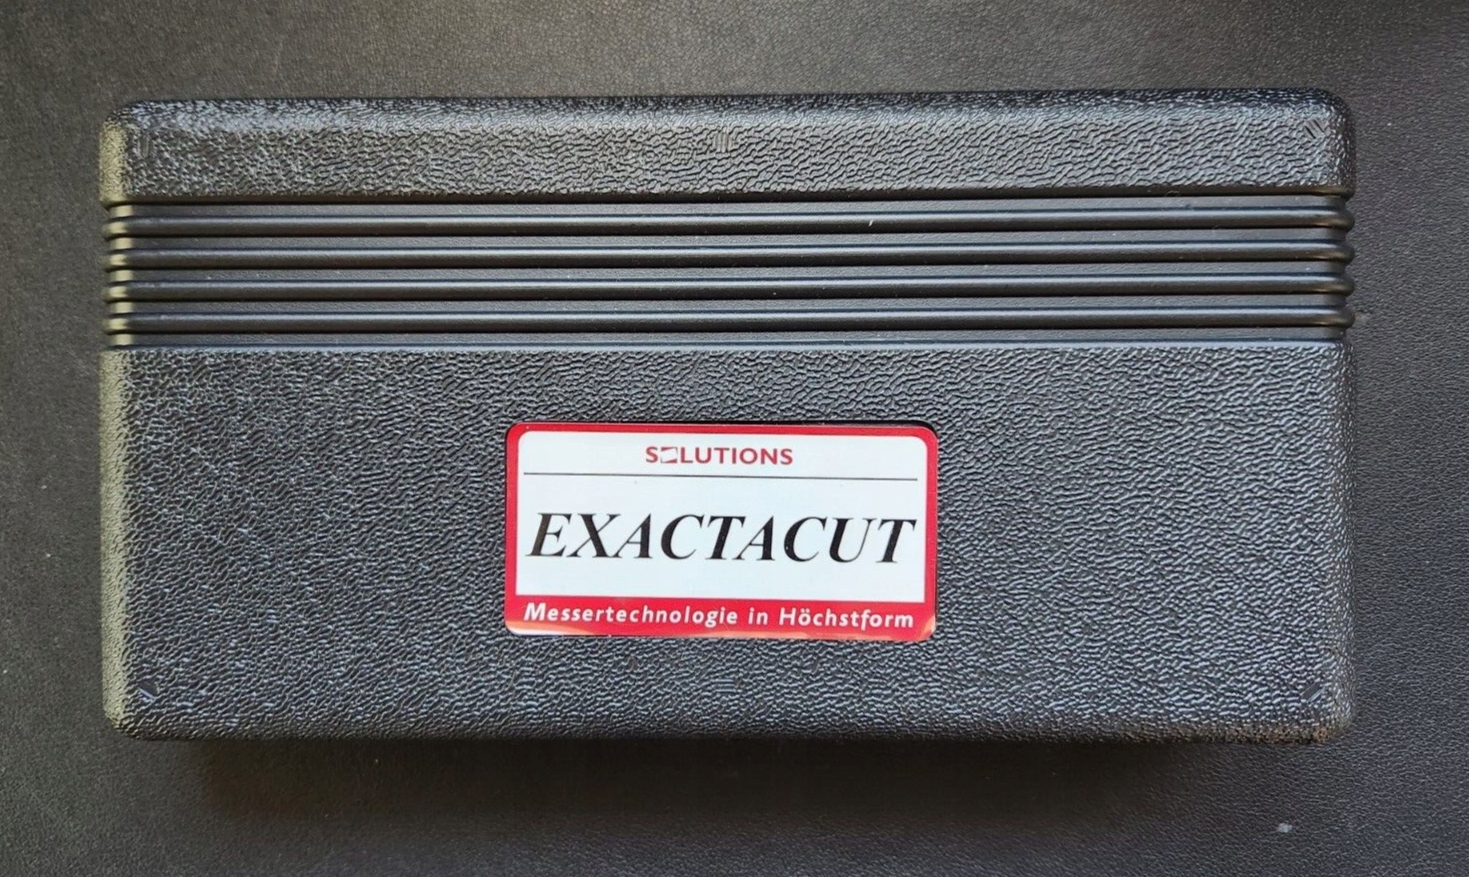 SOLUTIONS
EXACTACUT
Messertechnologie in Höchstform